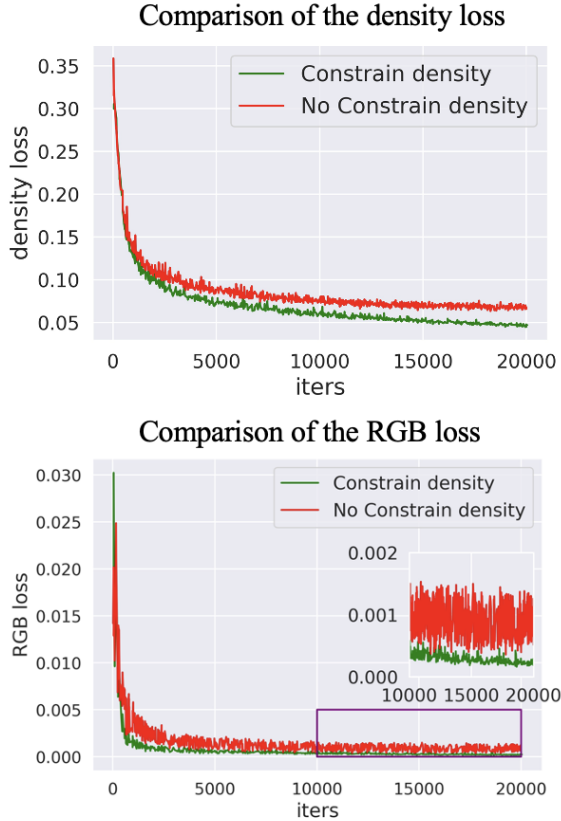 Comparison of the density loss
Constrain density
No Constrain density
density loss
0.35
0.30
0.25
0.20
0.15
0.10
0.05
0 5000 10000 15000 20000
iters
Comparison of the RGB loss
Constrain density
No Constrain density
RGB loss
0.030
0.025
0.020
0.015
0.010
0.005
0.000
0.002
0.001
0.000
10000 15000 20000
0 5000 10000 15000 20000
iters